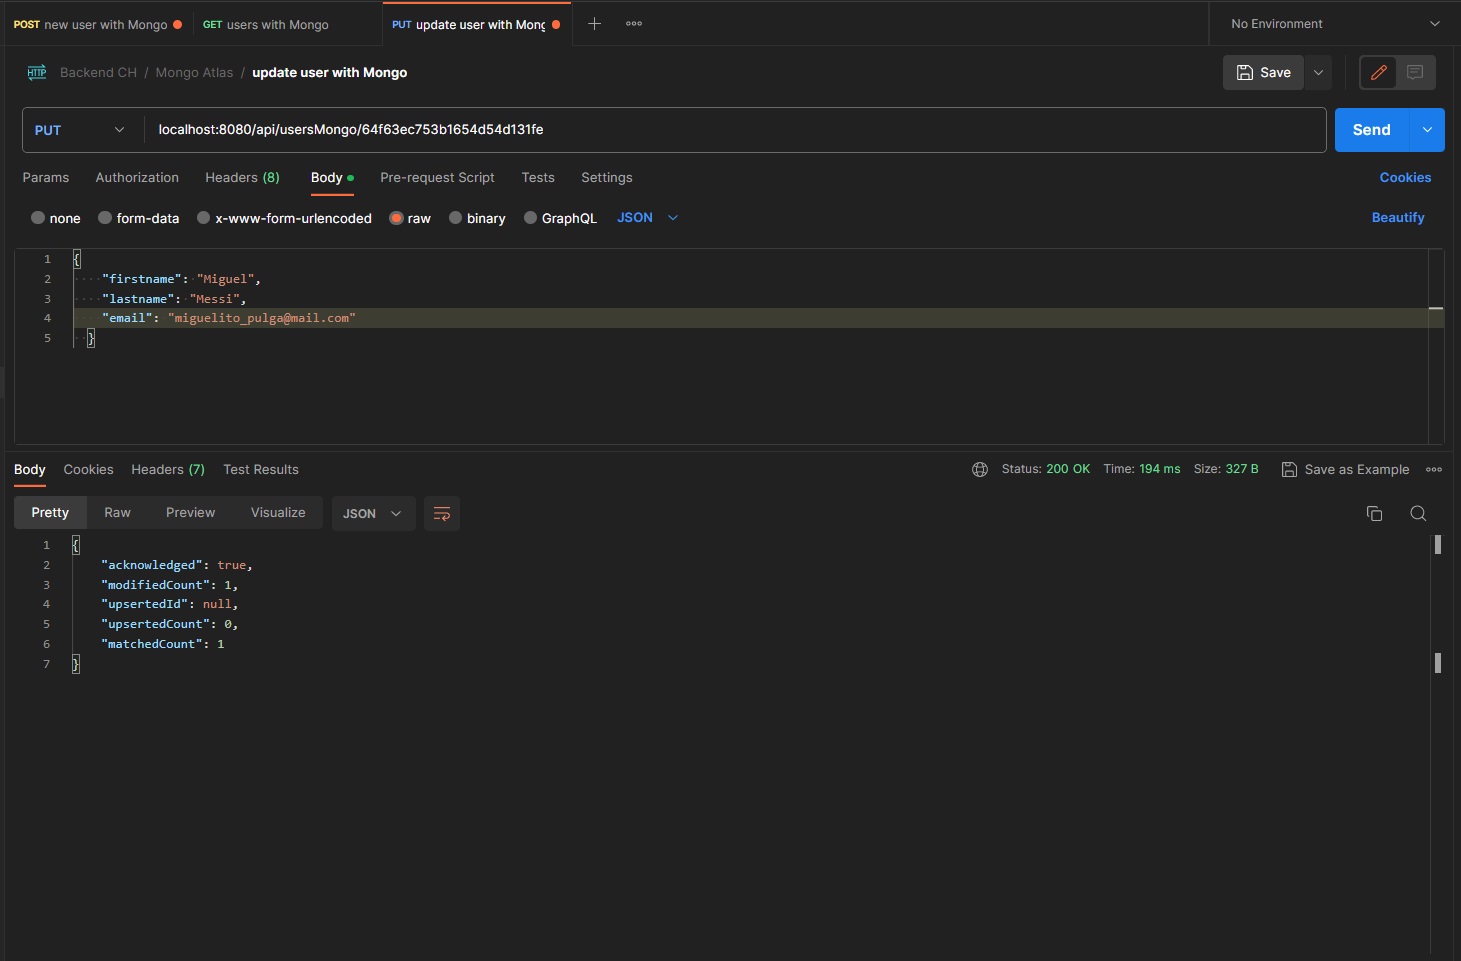 POST new user with Mongo GET users with Mongo PUT update user with Mong No Environment
HTTP Backend CH / Mongo Atlas / update user with Mongo Save
PUT localhost:8080/api/usersMongo/64f63ec753b1654d54d131fe Send
Params Authorization Headers (8) Body Pre-request Script Tests Settings Cookies
none form-data x-www-form-urlencoded raw binary GraphQL JSON Beautify
1 {
2 "firstname": "Miguel",
3 "lastname": "Messi",
4 "email": "miguelito_pulga@mail.com"
5 }
Body Cookies Headers (7) Test Results Status: 200 OK Time: 194 ms Size: 327 B Save as Example
Pretty Raw Preview Visualize JSON
1 {
2 "acknowledged": true,
3 "modifiedCount": 1,
4 "upsertedId": null,
5 "upsertedCount": 0,
6 "matchedCount": 1
7 }